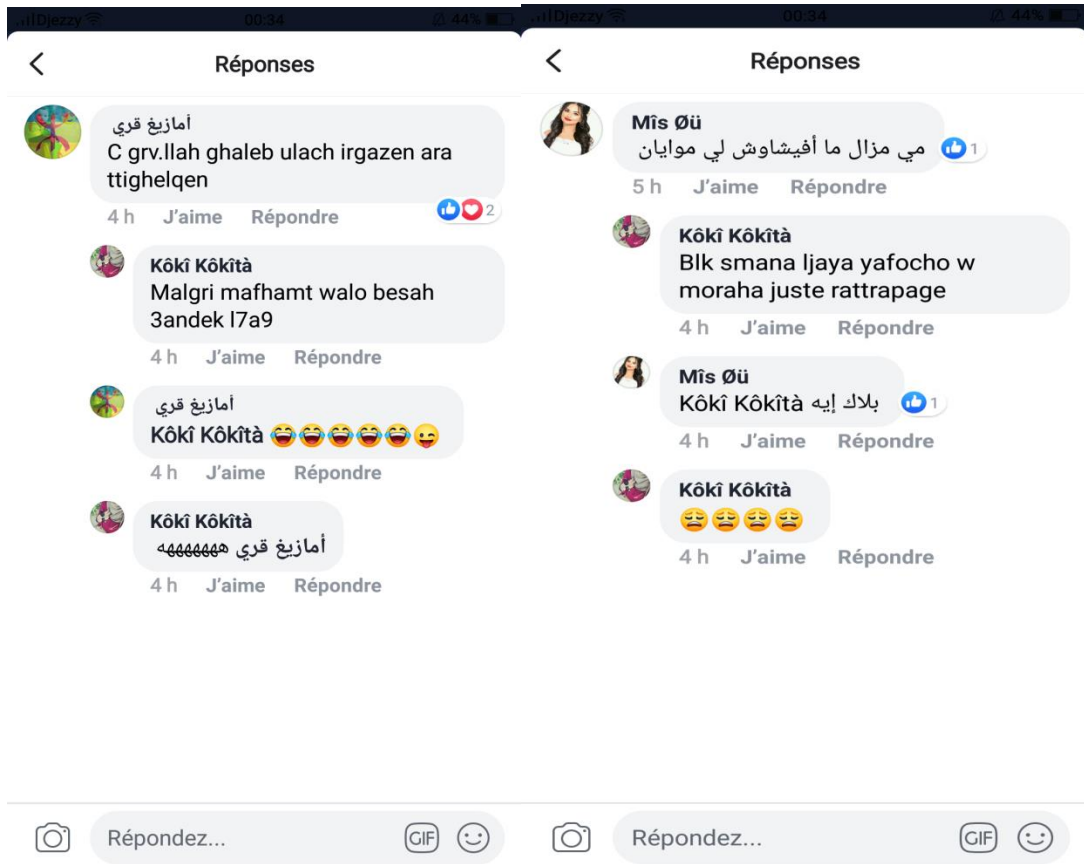 Djezzy 00:34 44%
Réponses
أمازيغ قري
C grv.llah ghaleb ulach irgazen ara
ttighelqen
4 h J'aime Répondre 2
Kôkî Kôkîtà
Malgri mafhamt walo besah
3andek l7a9
4 h J'aime Répondre
أمازيغ قري
Kôkî Kôkîtà 😂😂😂😂😂😜
4 h J'aime Répondre
Kôkî Kôkîtà
أمازيغ قري ههههههه
4 h J'aime Répondre
Répondez... GIF
Djezzy 00:34 44%
Réponses
Mîs Øü
مي مزال ما أفيشاوش لي موايان 1
5 h J'aime Répondre
Kôkî Kôkîtà
Blk smana ljaya yafocho w
moraha juste rattrapage
4 h J'aime Répondre
Mîs Øü
Kôkî Kôkîtà بلاك إيه 1
4 h J'aime Répondre
Kôkî Kôkîtà
😩😩😩😩
4 h J'aime Répondre
Répondez... GIF